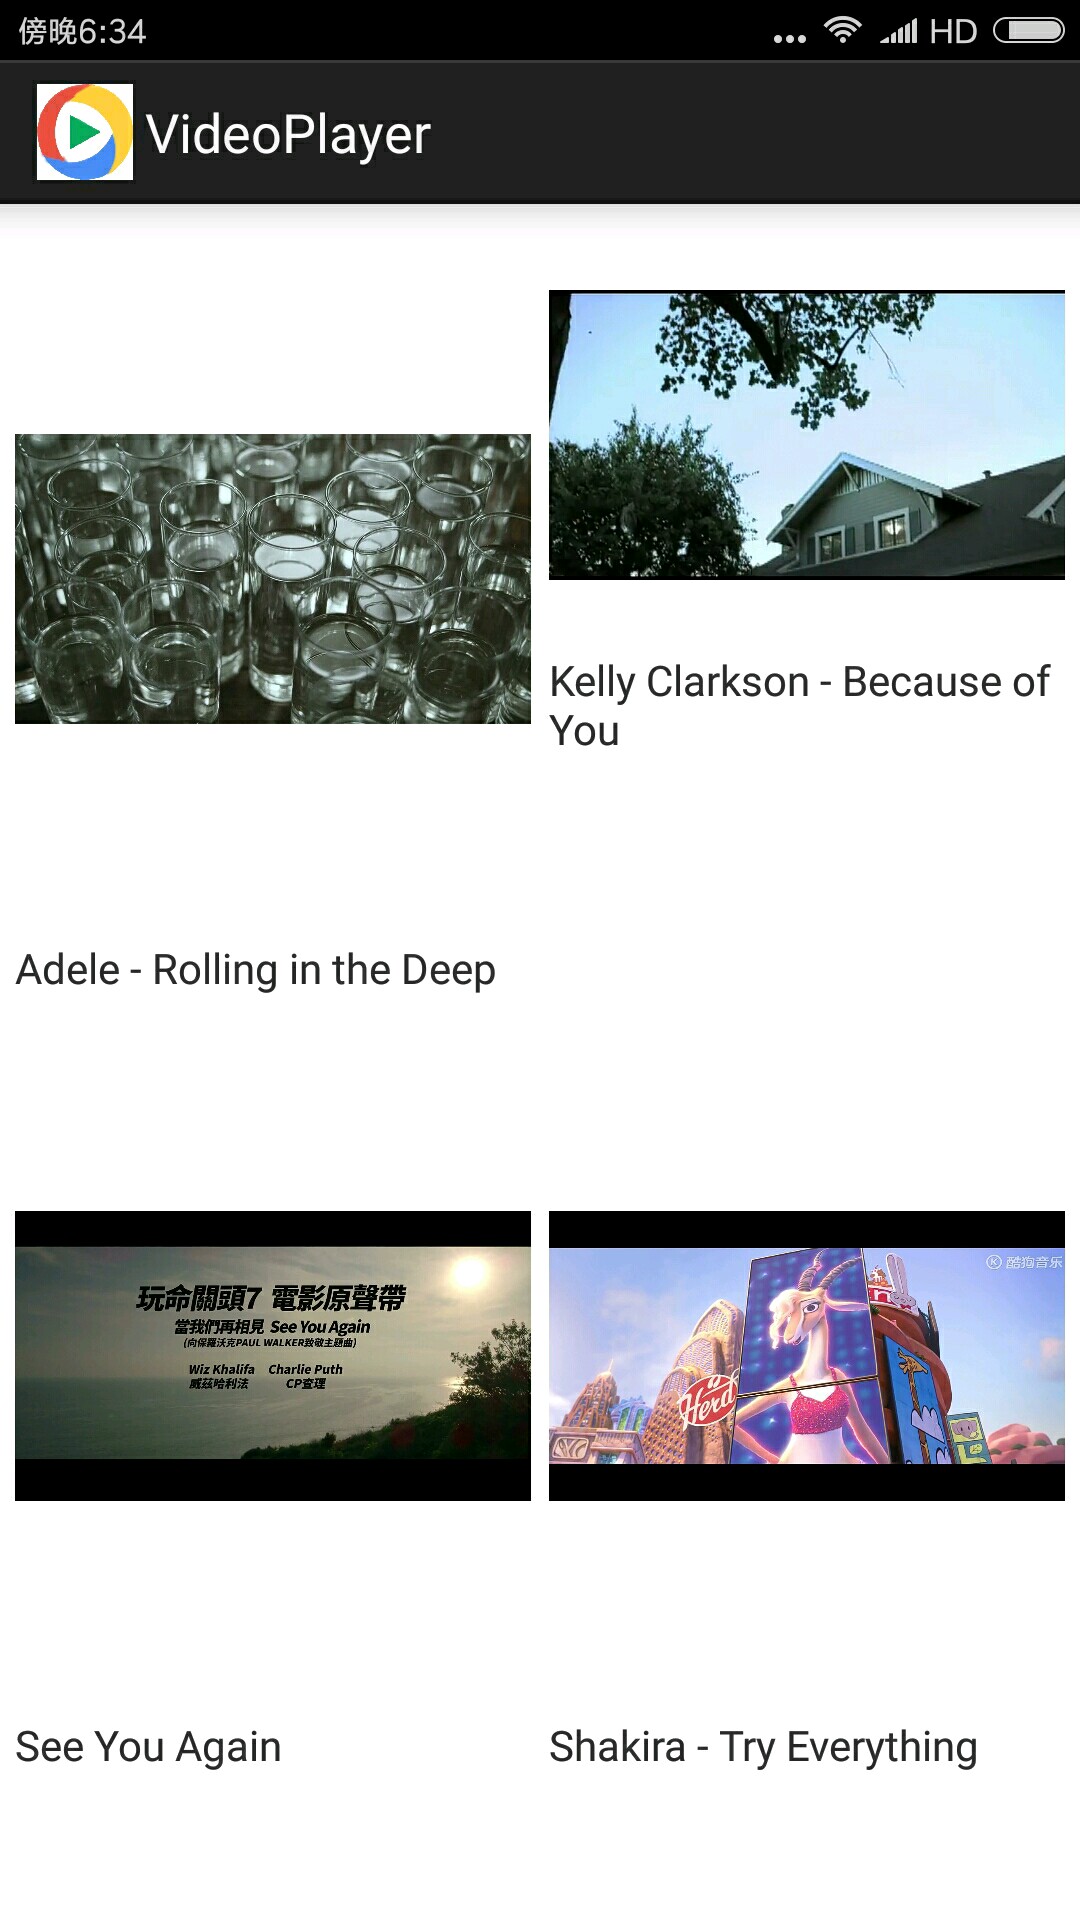 傍晚6:34
HD
VideoPlayer
Kelly Clarkson - Because of
You
Adele - Rolling in the Deep
玩命關頭7 電影原聲帶
當我們再相見 See You Again
(向保羅沃克PAUL WALKER致敬主題曲)
Wiz Khalifa Charlie Puth
威茲哈利法 CP查理
K 酷狗音乐
Herd
See You Again
Shakira - Try Everything